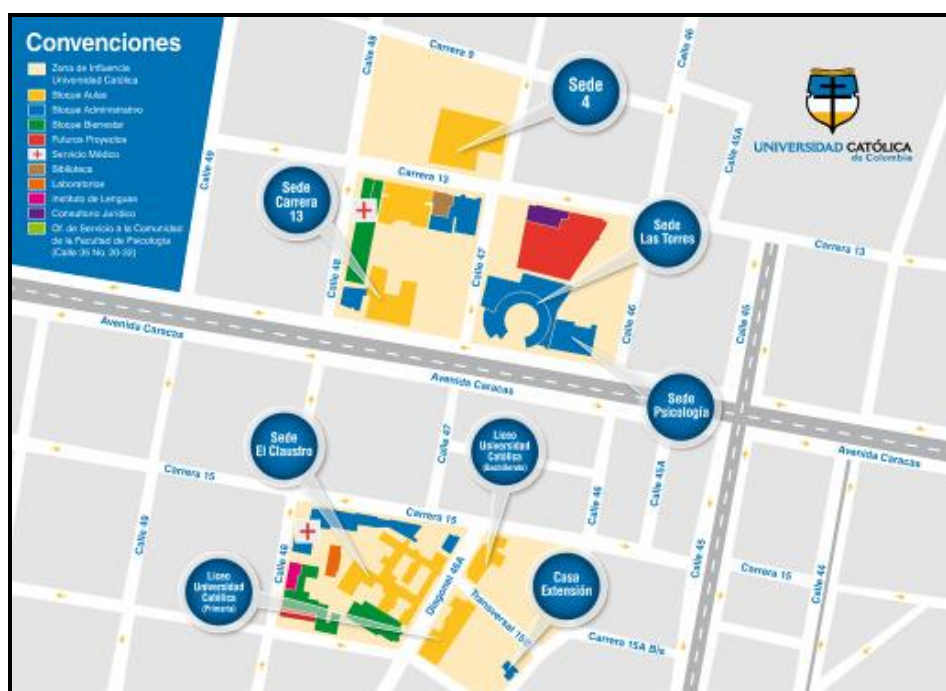 Convenciones
Zona de Influencia
Universidad Católica
Bloque Aulas
Bloque Administrativo
Bloque Bienestar
Futuros Proyectos
Servicio Médico
Biblioteca
Laboratorios
Instituto de Lenguas
Consultorio Jurídico
Of. de Servicio a la Comunidad
de la Facultad de Psicología
(Calle 35 No. 20-32)
UNIVERSIDAD CATÓLICA
de Colombia
Calle 48
Carrera 9
Calle 46
Sede
4
Calle 45A
Calle 49
Carrera 13
Sede
Carrera
13
Sede
Las Torres
Carrera 13
Calle 48
Calle 47
Calle 46
Calle 45
Avenida Caracas
Avenida Caracas
Sede
Psicología
Avenida Caracas
Sede
El Claustro
Calle 47
Liceo
Universidad
Católica
(Bachillerato)
Calle 46
Calle 45A
Carrera 15
Carrera 15
Calle 49
Calle 48
Calle 45
Calle 44
Carrera 15
Liceo
Universidad
Católica
(Primaria)
Diagonal 46A
Transversal
Casa
Extensión
Carrera 15A Bis